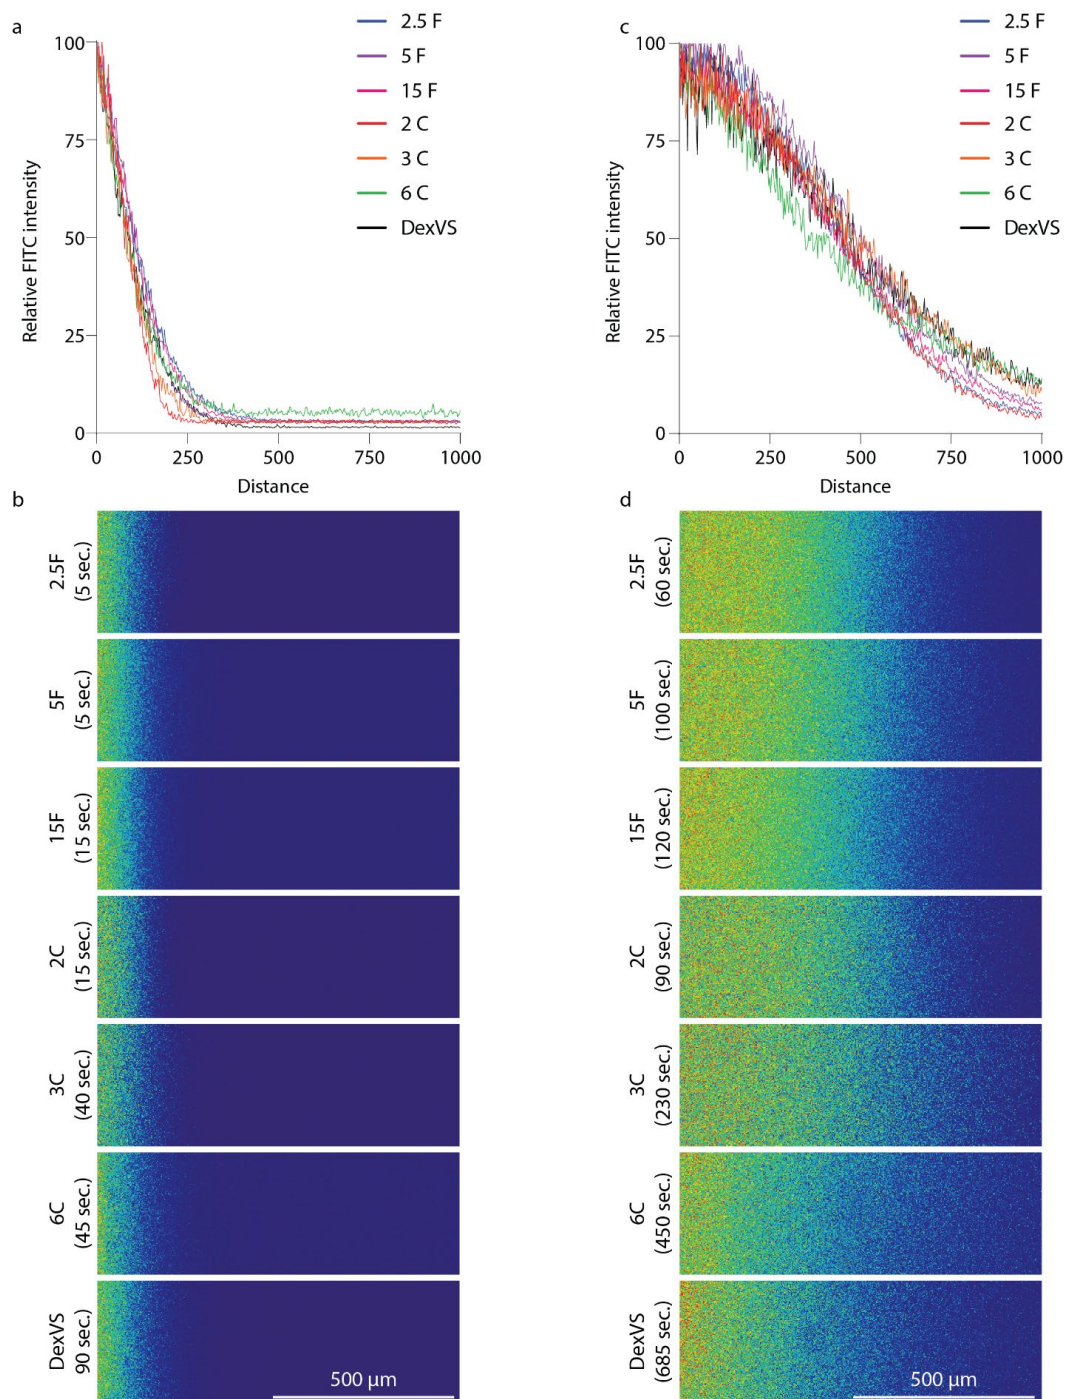 a
2.5 F
5 F
15 F
2 C
3 C
6 C
DexVS
100
75
50
25
0
Relative FITC intensity
0 250 500 750 1000
Distance
c
2.5 F
5 F
15 F
2 C
3 C
6 C
DexVS
100
75
50
25
0
Relative FITC intensity
0 250 500 750 1000
Distance
b
2.5F
(5 sec.)
5F
(5 sec.)
15F
(15 sec.)
2C
(15 sec.)
3C
(40 sec.)
6C
(45 sec.)
DexVS
90 sec.)
500 μm
d
2.5F
(60 sec.)
5F
(100 sec.)
15F
(120 sec.)
2C
(90 sec.)
3C
(230 sec.)
6C
(450 sec.)
DexVS
(685 sec.)
500 μm